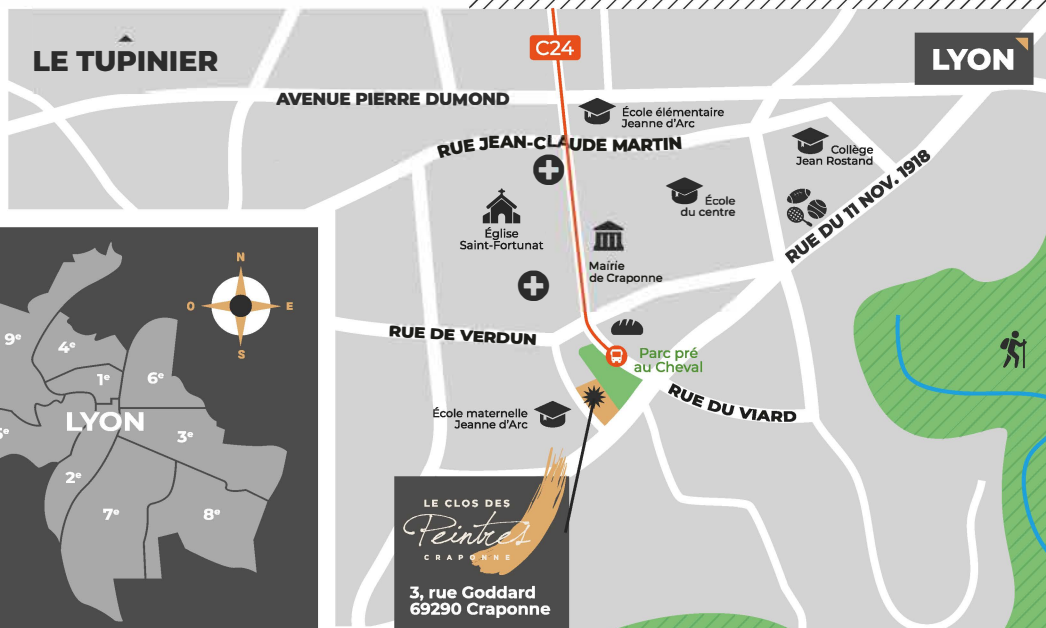 LE TUPINIER
C24
LYON
AVENUE PIERRE DUMOND
École élémentaire
Jeanne d'Arc
RUE JEAN-CLAUDE MARTIN
Collège
Jean Rostand
RUE DU 11 NOV. 1918
École
du centre
Église
Saint-Fortunat
Mairie
de Craponne
RUE DE VERDUN
Parc pré
au Cheval
RUE DU VIARD
École maternelle
Jeanne d'Arc
N
O
E
S
9e
4e
1e
6e
LYON
5e
3e
2e
7e
8e
LE CLOS DES
Peintres
CRAPONNE
3, rue Goddard
69290 Craponne